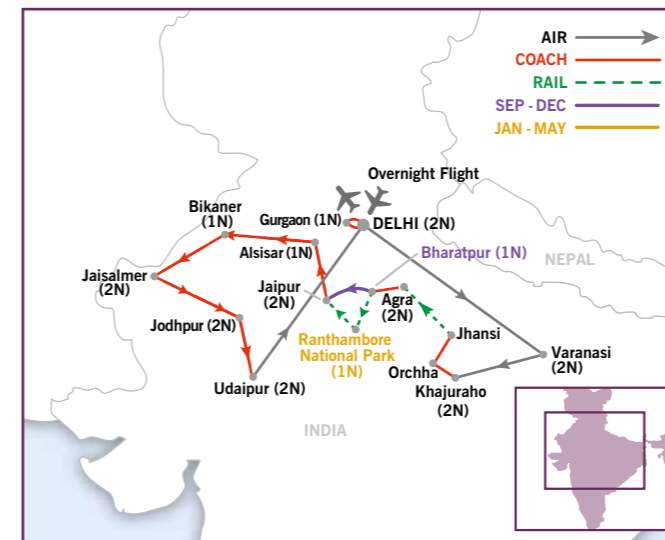 AIR
COACH
RAIL
SEP - DEC
JAN - MAY
Overnight Flight
Bikaner
(1N)
Gurgaon (1N)
DELHI (2N)
Alsisar (1N)
Bharatpur (1N)
NEPAL
Jaisalmer
(2N)
Jaipur
(2N)
Agra
(2N)
Jodhpur (2N)
Jhansi
Ranthambore
National Park
(1N)
Varanasi
(2N)
Orchha
Udaipur (2N)
Khajuraho
(2N)
INDIA